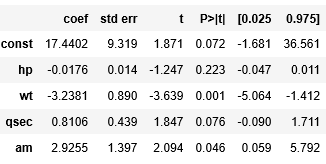 coef std err t P>|t| [0.025 0.975]
const 17.4402 9.319 1.871 0.072 -1.681 36.561
hp -0.0176 0.014 -1.247 0.223 -0.047 0.011
wt -3.2381 0.890 -3.639 0.001 -5.064 -1.412
qsec 0.8106 0.439 1.847 0.076 -0.090 1.711
am 2.9255 1.397 2.094 0.046 0.059 5.792